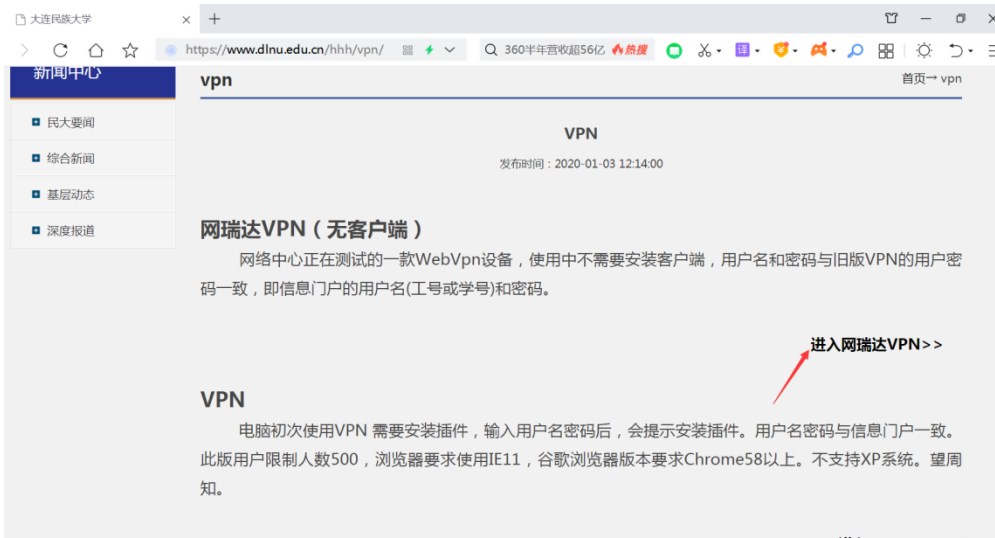 大连民族大学
https://www.dlnu.edu.cn/hhh/vpn/
360半年营收超56亿 热搜
译
新闻中心
vpn
首页→ vpn
民大要闻
综合新闻
基层动态
深度报道
VPN
发布时间：2020-01-03 12:14:00
网瑞达VPN（无客户端）
网络中心正在测试的一款WebVpn设备，使用中不需要安装客户端，用户名和密码与旧版VPN的用户密
码一致，即信息门户的用户名(工号或学号)和密码。
进入网瑞达VPN>>
VPN
电脑初次使用VPN 需要安装插件，输入用户名密码后，会提示安装插件。用户名密码与信息门户一致。
此版用户限制人数500，浏览器要求使用IE11，谷歌浏览器版本要求Chrome58以上。不支持XP系统。望周
知。